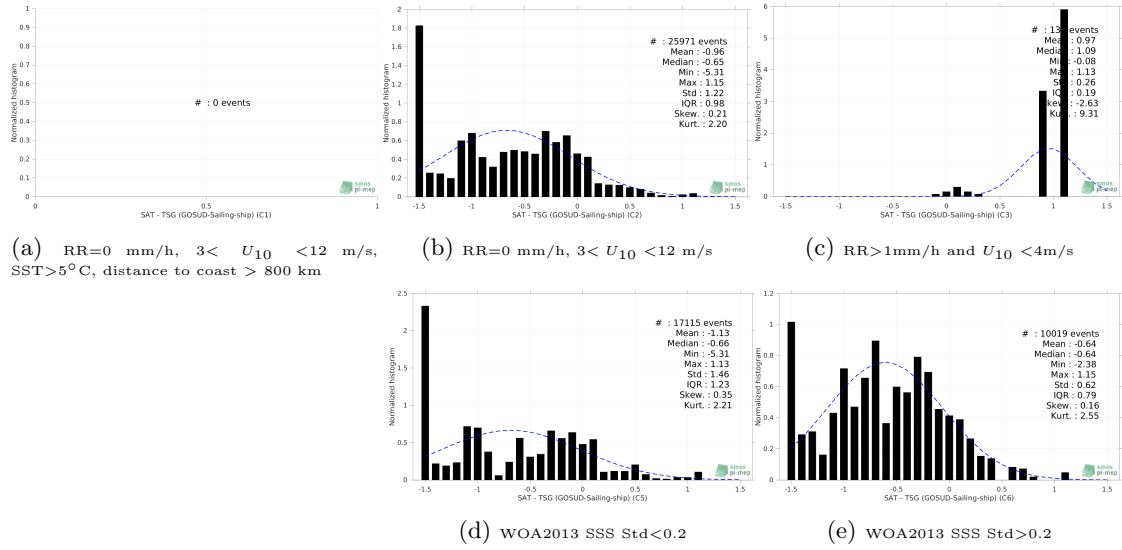 Normalized histogram
1
0.9
0.8
0.7
0.6
0.5
0.4
0.3
0.2
0.1
0
# : 0 events
0
0.5
1
SAT - TSG (GOSUD-Sailing-ship) (C1)
smos
pi-mep
(a) RR=0 mm/h, 3< U10 <12 m/s,
SST>5°C, distance to coast > 800 km
Normalized histogram
2
1.8
1.6
1.4
1.2
1
0.8
0.6
0.4
0.2
0
# : 25971 events
Mean : -0.96
Median : -0.65
Min : -5.31
Max : 1.15
Std : 1.22
IQR : 0.98
Skew. : 0.21
Kurt. : 2.20
-1.5
-1
-0.5
0
0.5
1
1.5
SAT - TSG (GOSUD-Sailing-ship) (C2)
smos
pi-mep
(b) RR=0 mm/h, 3< U10 <12 m/s
Normalized histogram
6
5
4
3
2
1
0
events
: 0.97
: 1.09
: -0.08
: 1.13
: 0.26
: 0.19
: -2.63
Kurt. : 9.31
-1.5
-1
-0.5
0
0.5
1
1.5
SAT - TSG (GOSUD-Sailing-ship) (C3)
smos
pi-mep
(c) RR>1mm/h and U10 <4m/s
Normalized histogram
2.5
2
1.5
1
0.5
0
# : 17115 events
Mean : -1.13
Median : -0.66
Min : -5.31
Max : 1.13
Std : 1.46
IQR : 1.23
Skew. : 0.35
Kurt. : 2.21
-1.5
-1
-0.5
0
0.5
1
1.5
SAT - TSG (GOSUD-Sailing-ship) (C5)
smos
pi-mep
(d) WOA2013 SSS Std<0.2
Normalized histogram
1.2
1
0.8
0.6
0.4
0.2
0
# : 10019 events
Mean : -0.64
Median : -0.64
Min : -2.38
Max : 1.15
Std : 0.62
IQR : 0.79
Skew. : 0.16
Kurt. : 2.55
-1.5
-1
-0.5
0
0.5
1
1.5
SAT - TSG (GOSUD-Sailing-ship) (C6)
smos
pi-mep
(e) WOA2013 SSS Std>0.2